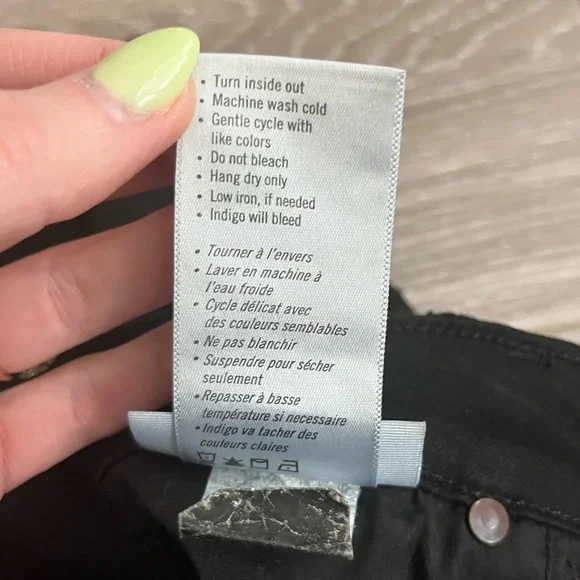 • Turn inside out
• Machine wash cold
• Gentle cycle with
like colors
• Do not bleach
• Hang dry only
• Low iron, if needed
• Indigo will bleed
• Tourner à l'envers
• Laver en machine à
l'eau froide
• Cycle délicat avec
des couleurs semblables
• Ne pas blanchir
• Suspendre pour sécher
seulement
• Repasser à basse
température si necessaire
• Indigo va tacher des
couleurs claires